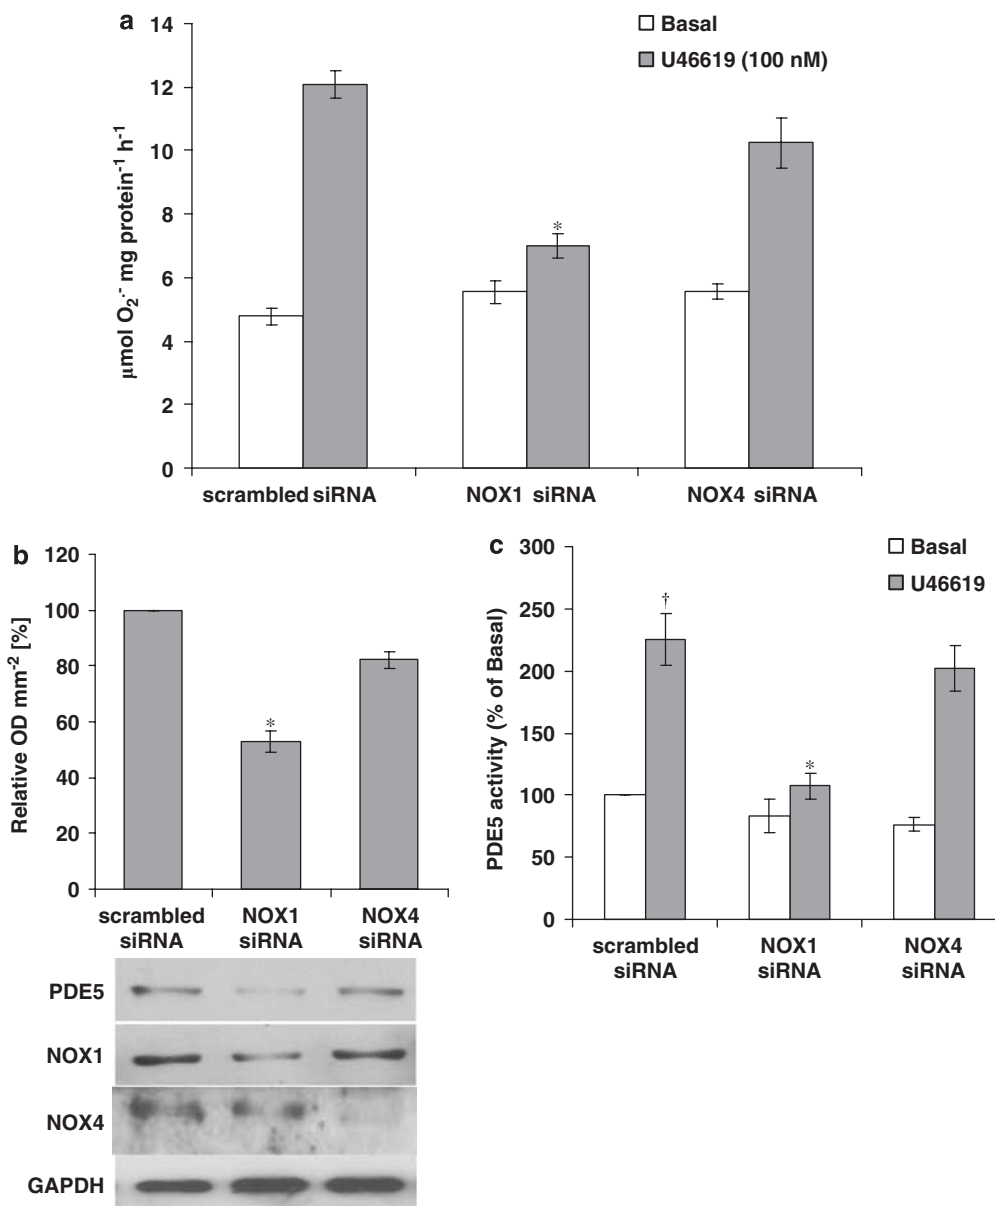 a
14
12
10
8
6
4
2
0
μmol O₂·⁻ mg protein⁻¹ h⁻¹
Basal
U46619 (100 nM)
*
scrambled siRNA
NOX1 siRNA
NOX4 siRNA
b
120
100
80
60
40
20
0
Relative OD mm⁻² [%]
*
scrambled
siRNA
NOX1
siRNA
NOX4
siRNA
PDE5
NOX1
NOX4
GAPDH
c
300
250
200
150
100
50
0
PDE5 activity (% of Basal)
Basal
U46619
†
*
scrambled
siRNA
NOX1
siRNA
NOX4
siRNA